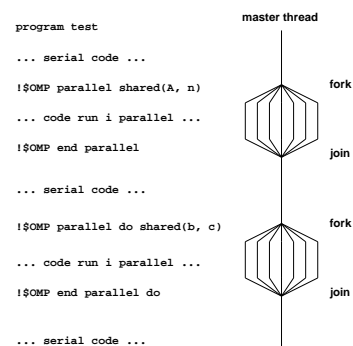 master thread
program test
... serial code ...
!$OMP parallel shared(A, n)
fork
... code run i parallel ...
!$OMP end parallel
join
... serial code ...
!$OMP parallel do shared(b, c)
fork
... code run i parallel ...
!$OMP end parallel do
join
... serial code ...